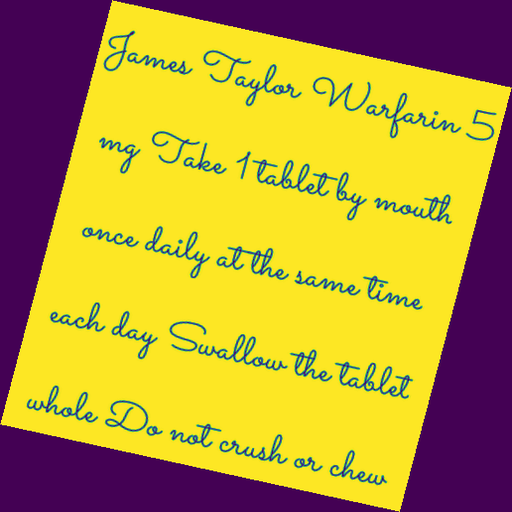 James Taylor Warfarin 5
mg Take 1 tablet by mouth
once daily at the same time
each day Swallow the tablet
whole Do not crush or chew